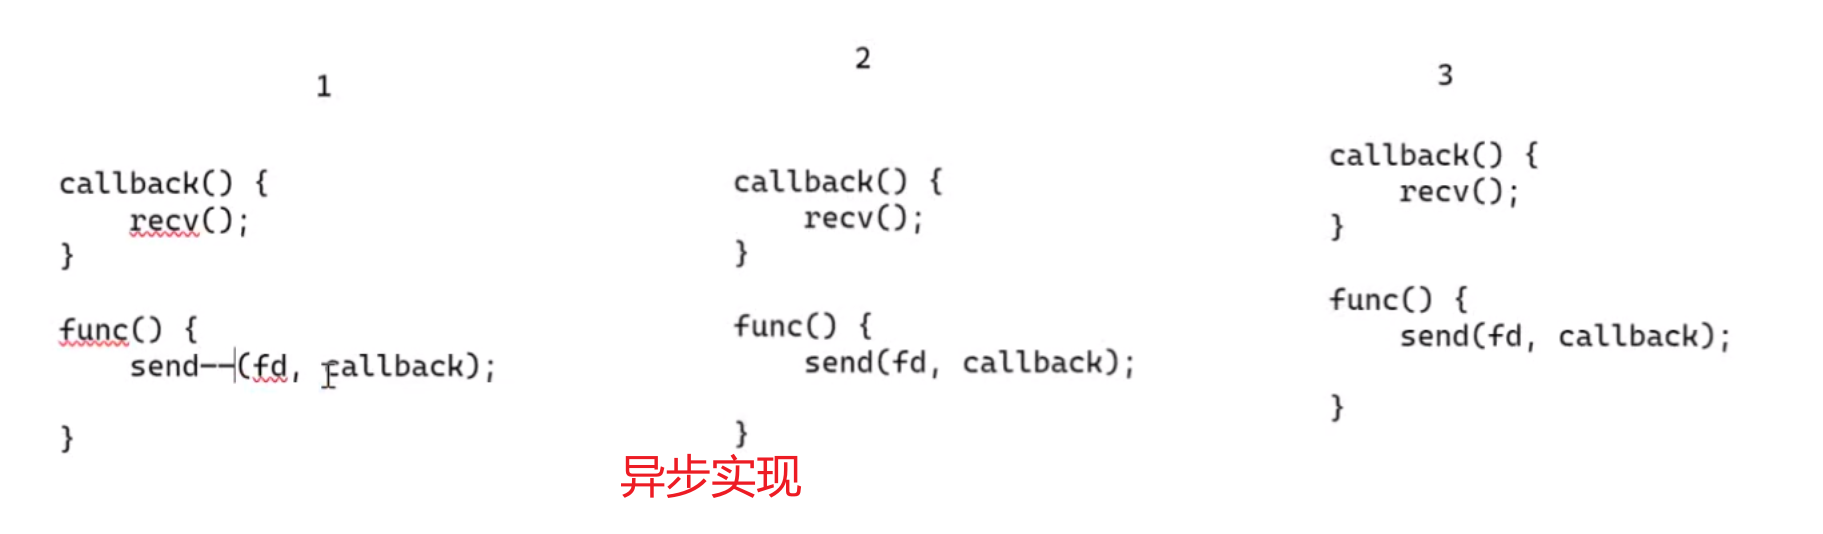 1
callback() {
    recv();
}
func() {
    send--(fd, callback);
}
2
callback() {
    recv();
}
func() {
    send(fd, callback);
}
3
callback() {
    recv();
}
func() {
    send(fd, callback);
}
异步实现